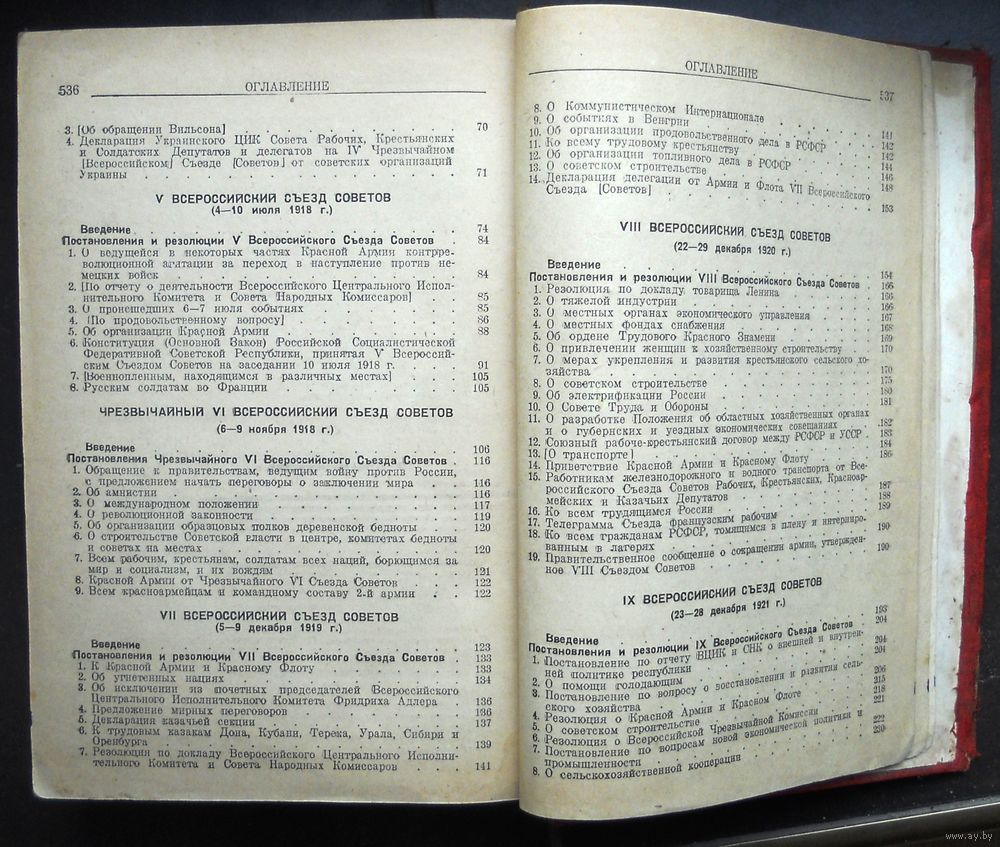 536 ОГЛАВЛЕНИЕ
3. [Об обращении Вильсона] 70
4. Декларация Украинского ЦИК Совета Рабочих, Крестьянских
и Солдатских Депутатов и делегатов на IV Чрезвычайном
[Всероссийском] Съезде [Советов] от советских организаций
Украины 71
V ВСЕРОССИЙСКИЙ СЪЕЗД СОВЕТОВ
(4—10 июля 1918 г.)
Введение 74
Постановления и резолюции V Всероссийского Съезда Советов 84
1. О ведущейся в некоторых частях Красной Армии контрре-
волюционной агитации за переход в наступление против не-
мецких войск 84
2. [По отчету о деятельности Всероссийского Центрального Испол-
нительного Комитета и Совета Народных Комиссаров] 85
3. О происшедших 6—7 июля событиях 85
4. [По продовольственному вопросу] 86
5. Об организации Красной Армии 88
6. Конституция (Основной Закон) Российской Социалистической
Федеративной Советской Республики, принятая V Всероссий-
ским Съездом Советов на заседании 10 июля 1918 г. 91
7. [Военнопленным, находящимся в различных местах] 105
8. Русским солдатам во Франции 105
ЧРЕЗВЫЧАЙНЫЙ VI ВСЕРОССИЙСКИЙ СЪЕЗД СОВЕТОВ
(6—9 ноября 1918 г.)
Введение 106
Постановления Чрезвычайного VI Всероссийского Съезда Советов 116
1. Обращение к правительствам, ведущим войну против России,
с предложением начать переговоры о заключении мира 116
2. Об амнистии 116
3. О международном положении 117
4. О революционной законности 119
5. Об организации образцовых полков деревенской бедноты 120
6. О строительстве Советской власти в центре, комитетах бедноты
и советах на местах 120
7. Всем рабочим, крестьянам, солдатам всех наций, борющимся за
мир и социализм, и их вождям 121
8. Красной Армии от Чрезвычайного VI Съезда Советов 122
9. Всем красноармейцам и командному составу 2-й армии 122
VII ВСЕРОССИЙСКИЙ СЪЕЗД СОВЕТОВ
(5—9 декабря 1919 г.)
Введение 123
Постановления и резолюции VII Всероссийского Съезда Советов 133
1. К Красной Армии и Красному Флоту 133
2. Об угнетенных нациях 134
3. Об исключении из почетных председателей Всероссийского
Центрального Исполнительного Комитета Фридриха Адлера 136
4. Предложение мирных переговоров 136
5. Декларация казачьей секции 137
6. К трудовым казакам Дона, Кубани, Терека, Урала, Сибири и
Оренбурга 139
7. Резолюция по докладу Всероссийского Центрального Исполни-
тельного Комитета и Совета Народных Комиссаров 141
ОГЛАВЛЕНИЕ 537
8. О Коммунистическом Интернационале 141
9. О событиях в Венгрии 142
10. Об организации продовольственного дела в РСФСР 142
11. Ко всему трудовому крестьянству 144
12. Об организации топливного дела в РСФСР 146
13. О советском строительстве 148
14. Декларация делегации от Армии и Флота VII Всероссийского
Съезда [Советов] 153
VIII ВСЕРОССИЙСКИЙ СЪЕЗД СОВЕТОВ
(22—29 декабря 1920 г.)
Введение 154
Постановления и резолюции VIII Всероссийского Съезда Советов 166
1. Резолюция по докладу товарища Ленина 166
2. О тяжелой индустрии 166
3. О местных органах экономического управления 167
4. О местных фондах снабжения 168
5. Об ордене Трудового Красного Знамени 169
6. О привлечении женщин к хозяйственному строительству 170
7. О мерах укрепления и развития крестьянского сельского хо-
зяйства 170
8. О советском строительстве 175
9. Об электрификации России 180
10. О Совете Труда и Обороны 181
11. О разработке Положения об областных хозяйственных органах
и о губернских и уездных экономических совещаниях 182
12. Союзный рабоче-крестьянский договор между РСФСР и УССР 183
13. [О транспорте] 184
14. Приветствие Красной Армии и Красному Флоту 186
15. Работникам железнодорожного и водного транспорта от Все-
российского Съезда Советов Рабочих, Крестьянских, Красноар-
мейских и Казачьих Депутатов 187
16. Ко всем трудящимся России 188
17. Телеграмма Съезда французским рабочим 189
18. Ко всем гражданам РСФСР, томящимся в плену и интерниро-
ванным в лагерях 190
19. Правительственное сообщение о сокращении армии, утвержден-
ное VIII Съездом Советов 190
IX ВСЕРОССИЙСКИЙ СЪЕЗД СОВЕТОВ
(23—28 декабря 1921 г.)
Введение 193
Постановления и резолюции IX Всероссийского Съезда Советов 204
1. Постановление по отчету ВЦИК и СНК о внешней и внутрен-
ней политике республики 204
2. О помощи голодающим 206
3. Постановление по вопросу о восстановлении и развитии сель-
ского хозяйства 215
4. Резолюция о Красной Армии и Красном Флоте 218
5. О советском строительстве 221
6. Резолюция о Всероссийской Чрезвычайной Комиссии
7. Постановление по вопросам новой экономической политики и
промышленности 222
8. О сельскохозяйственной кооперации 230
www.ay.by